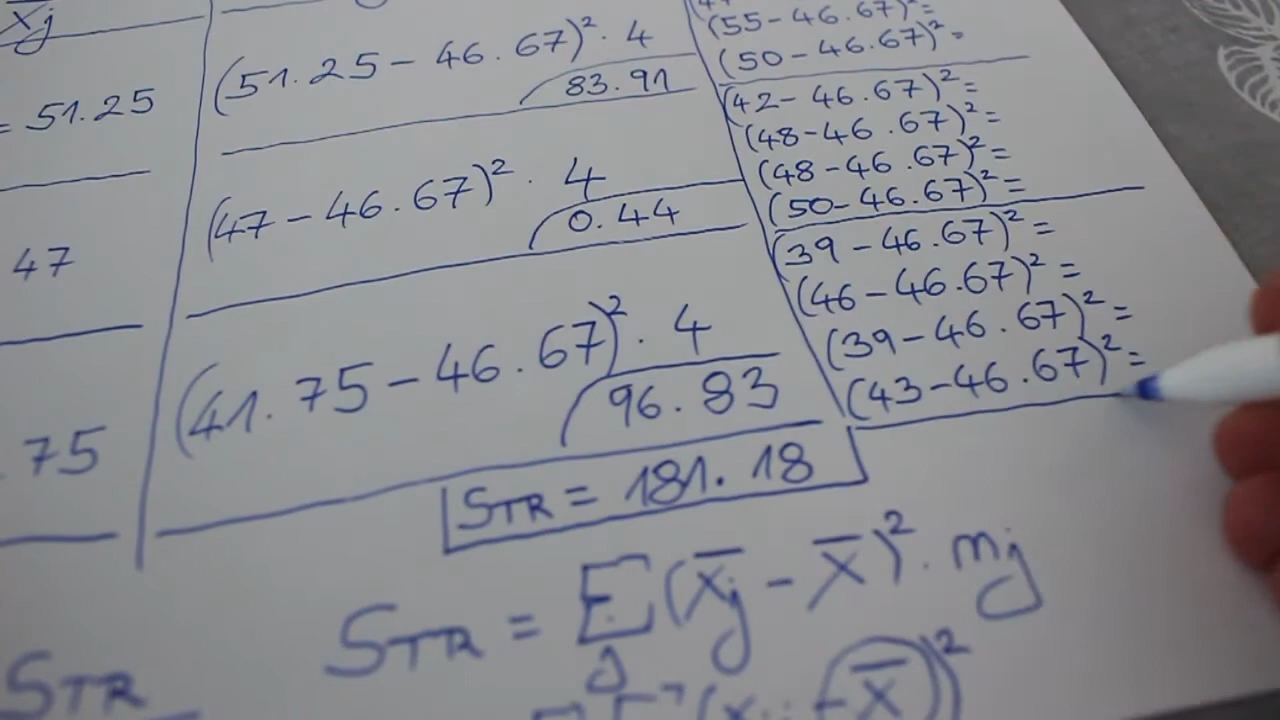 x̄j
= 51.25
47
.75
(51.25 - 46.67)² · 4
83.91
(47 - 46.67)² · 4
0.44
(41.75 - 46.67)² · 4
96.83
STR = 181.18
(55 - 46.67)² =
(50 - 46.67)² =
(42 - 46.67)² =
(48 - 46.67)² =
(48 - 46.67)² =
(50 - 46.67)² =
(39 - 46.67)² =
(46 - 46.67)² =
(39 - 46.67)² =
(43 - 46.67)² =
STR = Σj (x̄j - x̄)² · mj
STR